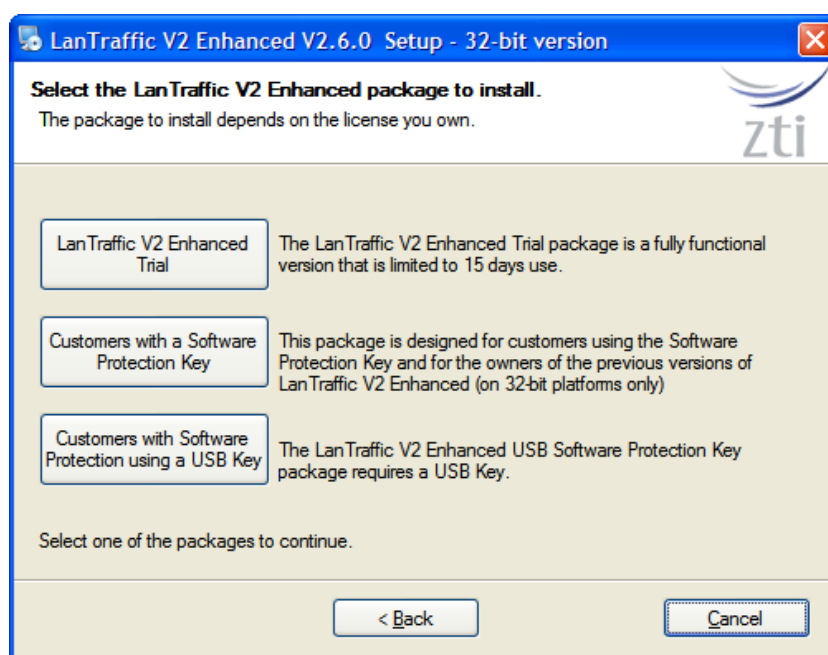 LanTraffic V2 Enhanced V2.6.0 Setup - 32-bit version
Select the LanTraffic V2 Enhanced package to install.
The package to install depends on the license you own.
zti
LanTraffic V2 Enhanced
Trial
The LanTraffic V2 Enhanced Trial package is a fully functional
version that is limited to 15 days use.
Customers with a Software
Protection Key
This package is designed for customers using the Software
Protection Key and for the owners of the previous versions of
LanTraffic V2 Enhanced (on 32-bit platforms only)
Customers with Software
Protection using a USB Key
The LanTraffic V2 Enhanced USB Software Protection Key
package requires a USB Key.
Select one of the packages to continue.
< Back
Cancel